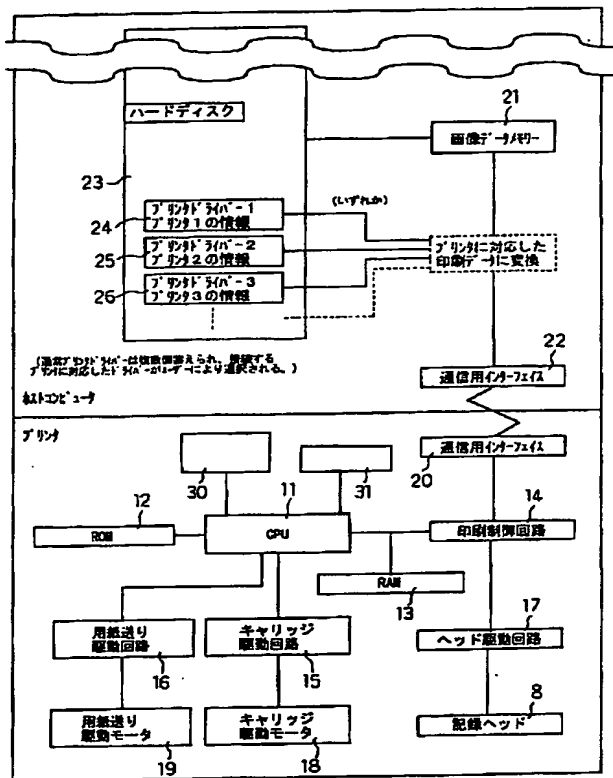 ハードディスク
21
画像データメモリー
23
(いずれか)
プリンタドライバー1
プリンタ1の情報
24
プリンタドライバー2
プリンタ2の情報
25
プリンタドライバー3
プリンタ3の情報
26
プリンタに対応した
印刷データに変換
(通常プリンタドライバーは複数個蓄えられ、接続する
プリンタに対応したドライバーがユーザーにより選択される。)
22
通信用インターフェイス
ホストコンピュータ
プリンタ
通信用インターフェイス
20
30
31
12
ROM
11
CPU
14
印刷制御回路
RAM
13
用紙送り
駆動回路
16
キャリッジ
駆動回路
15
17
ヘッド駆動回路
用紙送り
駆動モータ
19
キャリッジ
駆動モータ
18
記録ヘッド
8